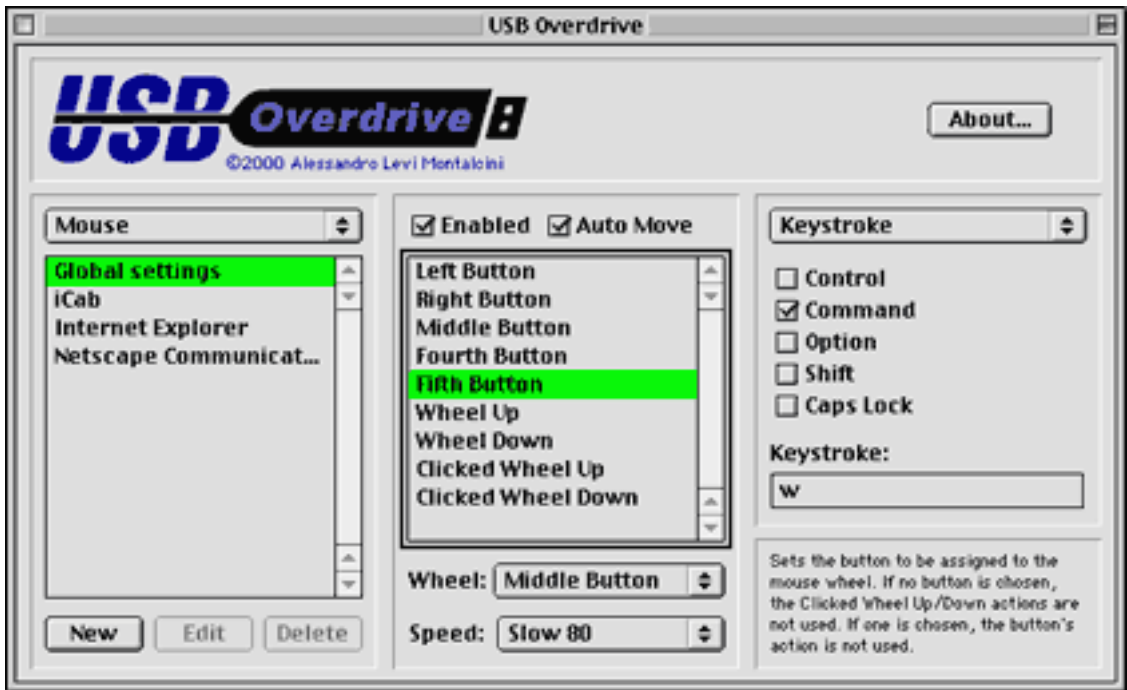 USB Overdrive
USB Overdrive
©2000 Alessandro Levi Montalcini
About...
Mouse
Global settings
iCab
Internet Explorer
Netscape Communicat...
New
Edit
Delete
Enabled
Auto Move
Left Button
Right Button
Middle Button
Fourth Button
Fifth Button
Wheel Up
Wheel Down
Clicked Wheel Up
Clicked Wheel Down
Wheel: Middle Button
Speed: Slow 80
Keystroke
Control
Command
Option
Shift
Caps Lock
Keystroke:
w
Sets the button to be assigned to the
mouse wheel. If no button is chosen,
the Clicked Wheel Up/Down actions are
not used. If one is chosen, the button's
action is not used.